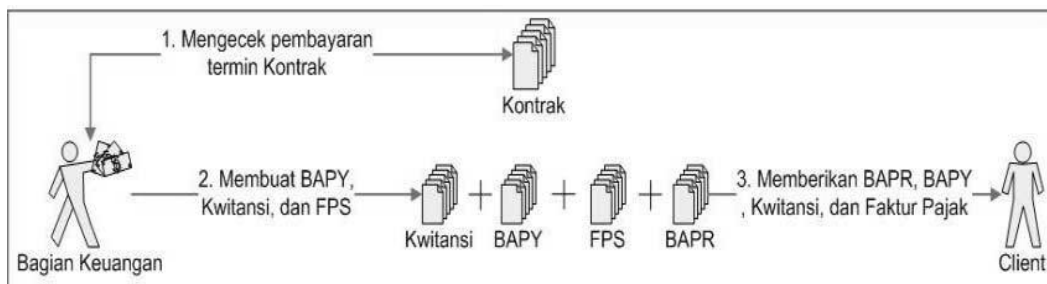 1. Mengecek pembayaran
termin Kontrak
Kontrak
2. Membuat BAPY,
Kwitansi, dan FPS
3. Memberikan BAPR, BAPY
, Kwitansi, dan Faktur Pajak
Kwitansi
BAPY
FPS
BAPR
Bagian Keuangan
Client